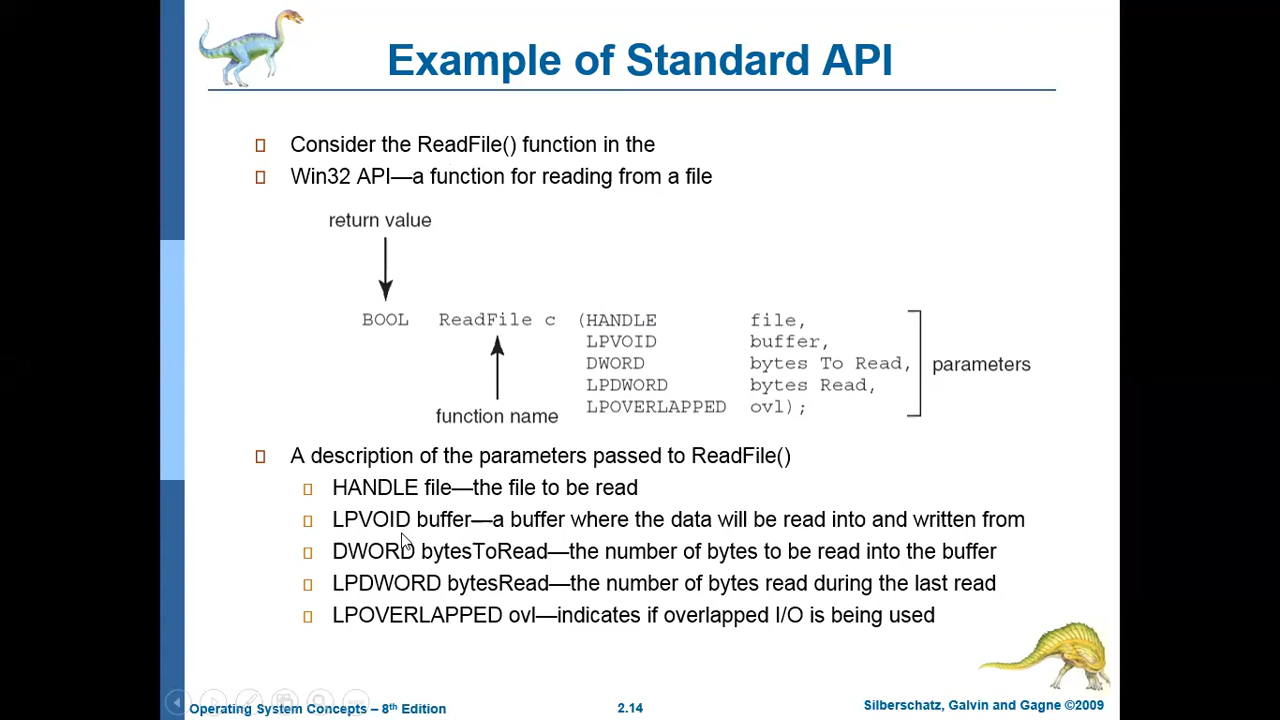 Example of Standard API
Consider the ReadFile() function in the
Win32 API—a function for reading from a file
return value
BOOL ReadFile c (HANDLE file,
LPVOID buffer,
DWORD bytes To Read,
LPDWORD bytes Read,
LPOVERLAPPED ovl);
parameters
function name
A description of the parameters passed to ReadFile()
HANDLE file—the file to be read
LPVOID buffer—a buffer where the data will be read into and written from
DWORD bytesToRead—the number of bytes to be read into the buffer
LPDWORD bytesRead—the number of bytes read during the last read
LPOVERLAPPED ovl—indicates if overlapped I/O is being used
Operating System Concepts – 8th Edition
2.14
Silberschatz, Galvin and Gagne ©2009